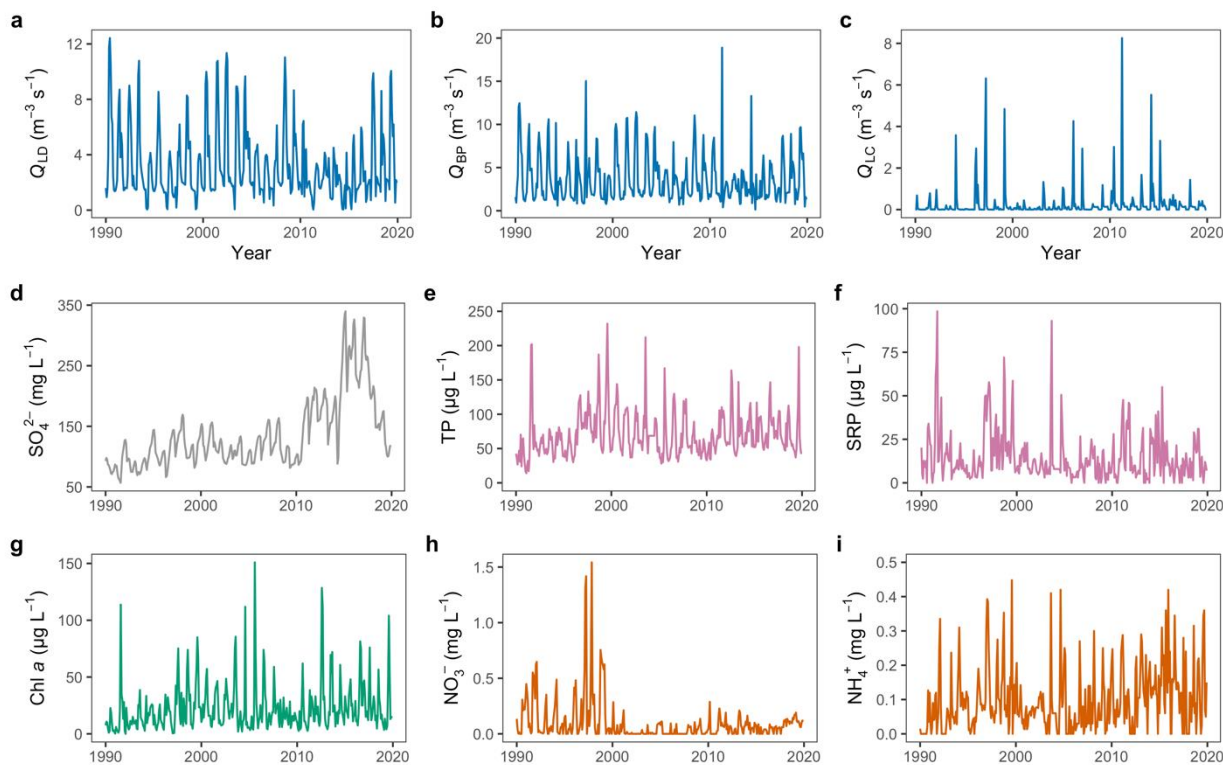 a
Q_LD (m⁻³ s⁻¹)
12
8
4
0
1990 2000 2010 2020
Year
b
Q_BP (m⁻³ s⁻¹)
20
15
10
5
0
1990 2000 2010 2020
Year
c
Q_LC (m⁻³ s⁻¹)
8
6
4
2
0
1990 2000 2010 2020
Year
d
SO₄²⁻ (mg L⁻¹)
350
250
150
50
1990 2000 2010 2020
e
TP (µg L⁻¹)
250
200
150
100
50
0
1990 2000 2010 2020
f
SRP (µg L⁻¹)
100
75
50
25
0
1990 2000 2010 2020
g
Chl a (µg L⁻¹)
150
100
50
0
1990 2000 2010 2020
h
NO₃⁻ (mg L⁻¹)
1.5
1.0
0.5
0.0
1990 2000 2010 2020
i
NH₄⁺ (mg L⁻¹)
0.5
0.4
0.3
0.2
0.1
0.0
1990 2000 2010 2020